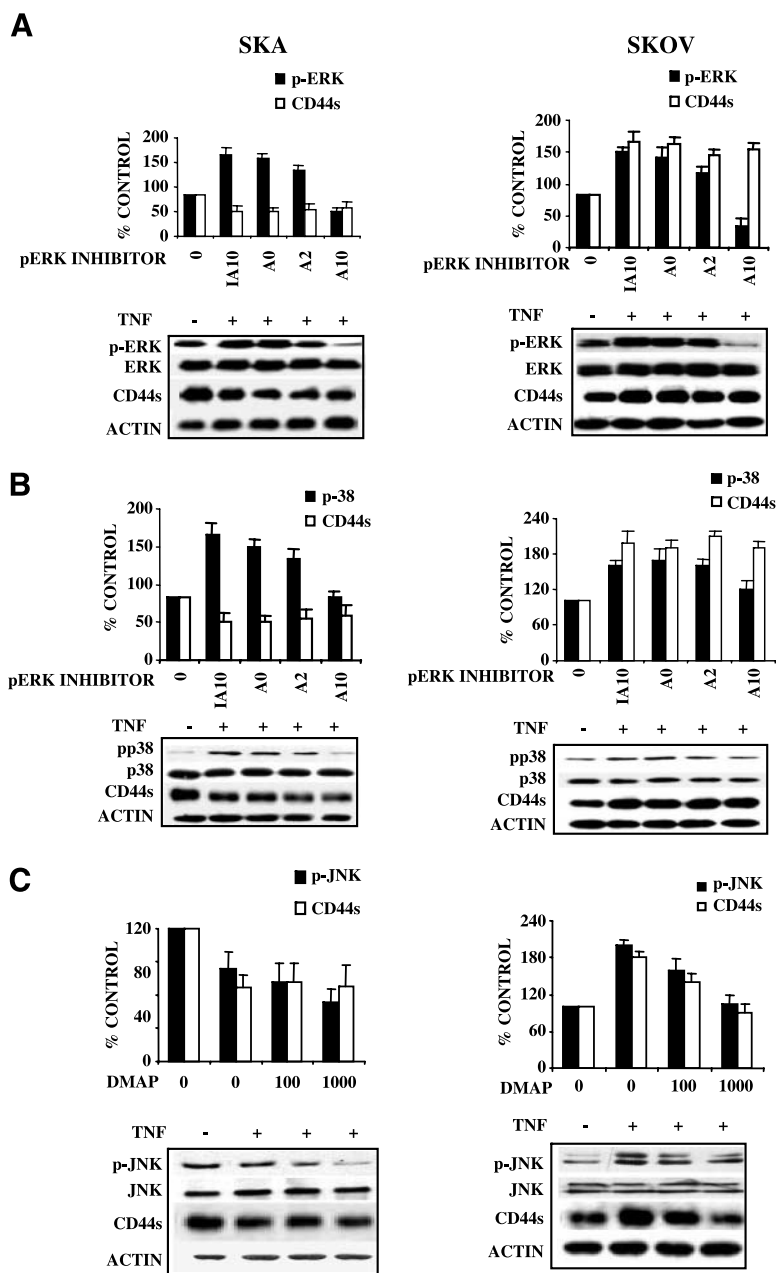 A
SKA
p-ERK
CD44s
% CONTROL
200
150
100
50
0
pERK INHIBITOR
0
IA10
A0
A2
A10
TNF - + + + +
p-ERK
ERK
CD44s
ACTIN
SKOV
p-ERK
CD44s
% CONTROL
200
150
100
50
0
pERK INHIBITOR
0
IA10
A0
A2
A10
TNF - + + + +
p-ERK
ERK
CD44s
ACTIN
B
p-38
CD44s
% CONTROL
200
150
100
50
0
pERK INHIBITOR
0
IA10
A0
A2
A10
TNF - + + + +
pp38
p38
CD44s
ACTIN
p-38
CD44s
% CONTROL
240
180
120
60
0
pERK INHIBITOR
0
IA10
A0
A2
A10
TNF - + + + +
pp38
p38
CD44s
ACTIN
C
p-JNK
CD44s
% CONTROL
120
80
40
0
DMAP 0 0 100 1000
TNF - + + +
p-JNK
JNK
CD44s
ACTIN
p-JNK
CD44s
% CONTROL
240
180
120
60
0
DMAP 0 0 100 1000
TNF - + + +
p-JNK
JNK
CD44s
ACTIN